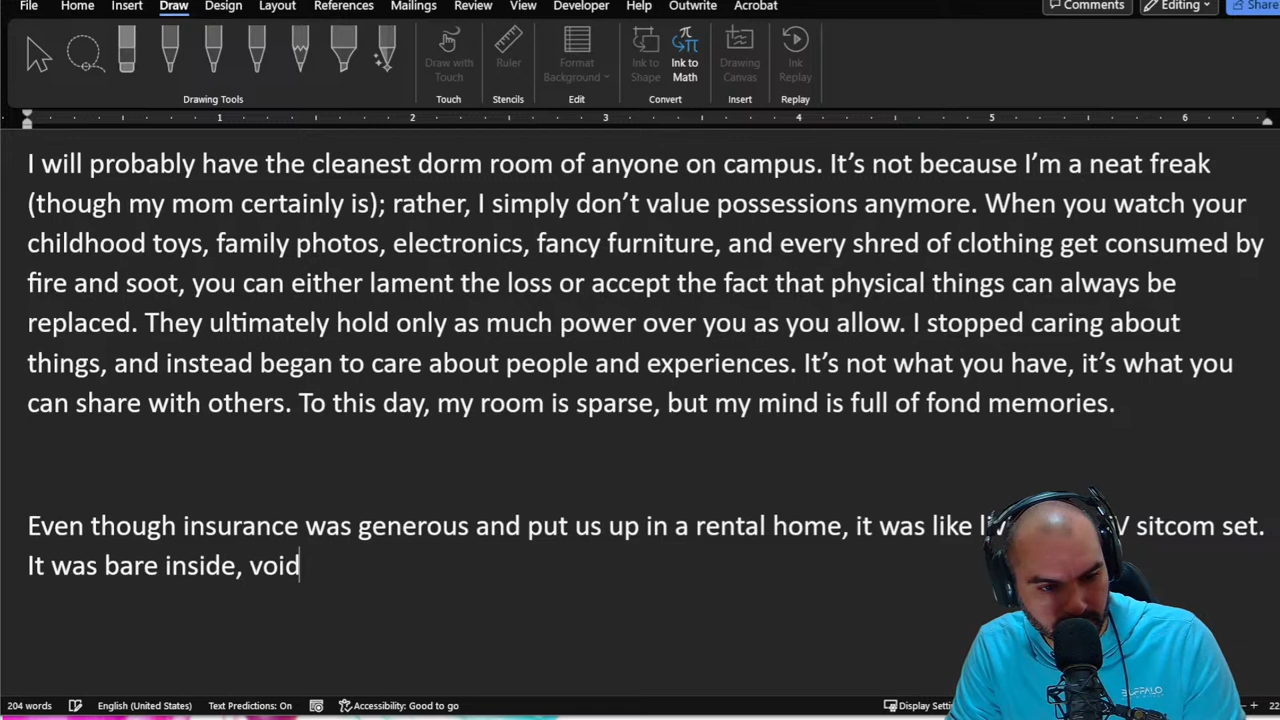 File Home Insert Draw Design Layout References Mailings Review View Developer Help Outwrite Acrobat Comments Editing Share
Draw with Touch
Ruler
Format Background
Ink to Shape
Ink to Math
Drawing Canvas
Ink Replay
Drawing Tools Touch Stencils Edit Convert Insert Replay
1 2 3 4 5 6
I will probably have the cleanest dorm room of anyone on campus. It’s not because I’m a neat freak
(though my mom certainly is); rather, I simply don’t value possessions anymore. When you watch your
childhood toys, family photos, electronics, fancy furniture, and every shred of clothing get consumed by
fire and soot, you can either lament the loss or accept the fact that physical things can always be
replaced. They ultimately hold only as much power over you as you allow. I stopped caring about
things, and instead began to care about people and experiences. It’s not what you have, it’s what you
can share with others. To this day, my room is sparse, but my mind is full of fond memories.
Even though insurance was generous and put us up in a rental home, it was like sitcom set.
It was bare inside, void
BUFFALO
204 words English (United States) Text Predictions: On Accessibility: Good to go Display 22